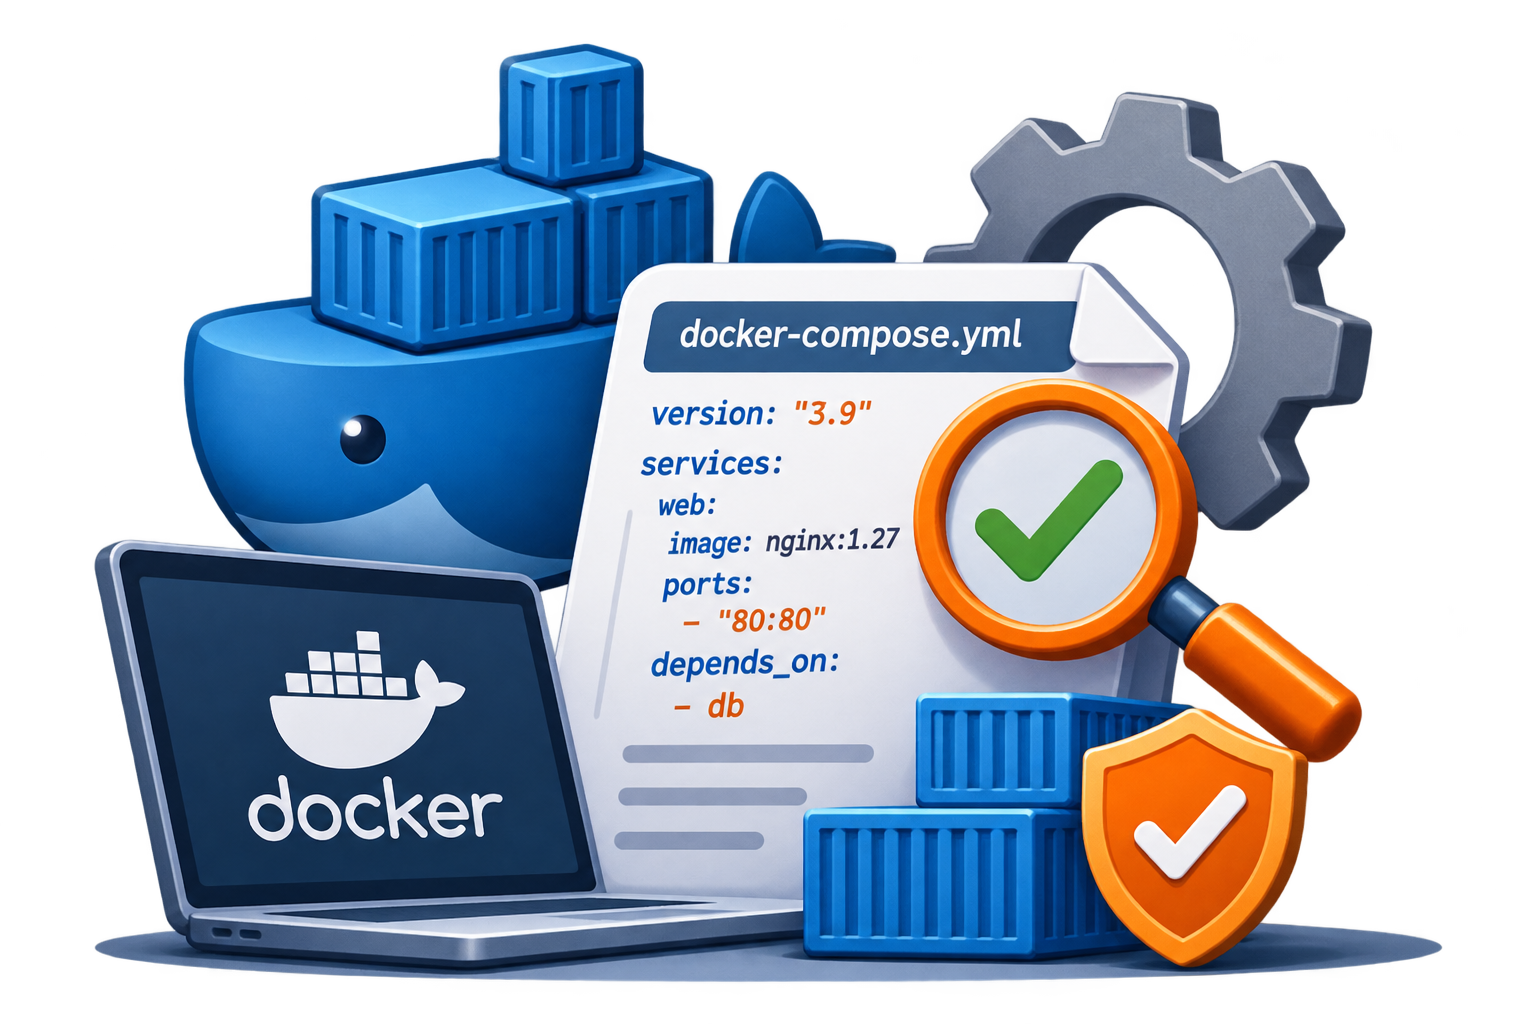 docker-compose.yml
version: "3.9"
services:
web:
image: nginx:1.27
ports:
– "80:80"
depends_on:
– db
docker